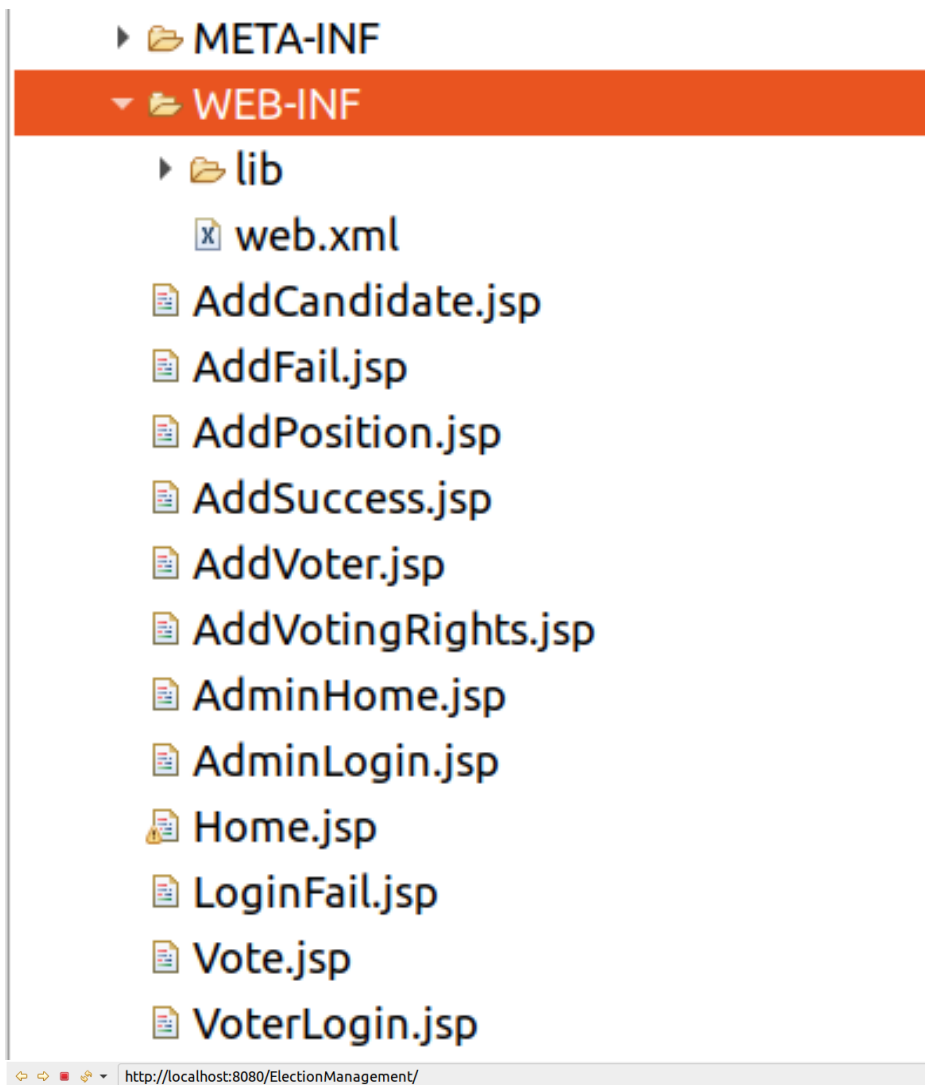 META-INF
WEB-INF
lib
web.xml
AddCandidate.jsp
AddFail.jsp
AddPosition.jsp
AddSuccess.jsp
AddVoter.jsp
AddVotingRights.jsp
AdminHome.jsp
AdminLogin.jsp
Home.jsp
LoginFail.jsp
Vote.jsp
VoterLogin.jsp
http://localhost:8080/ElectionManagement/